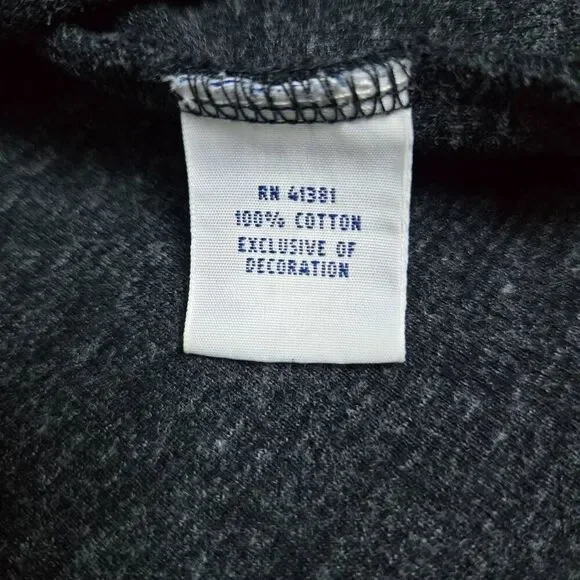 RN 41381
100% COTTON
EXCLUSIVE OF
DECORATION